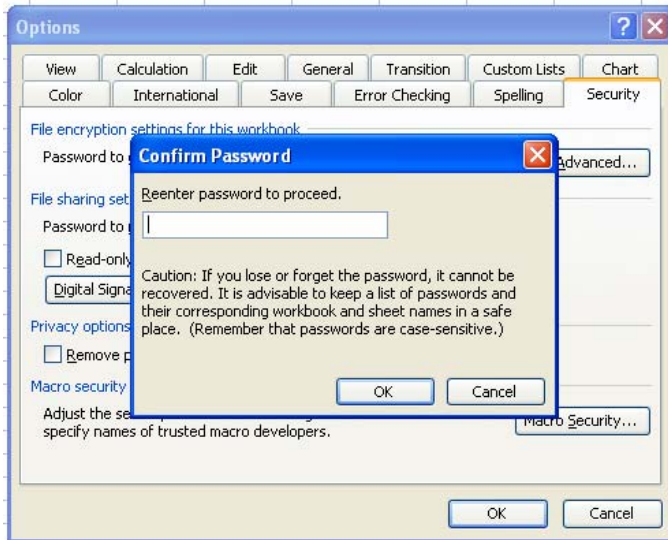 Options
View Calculation Edit General Transition Custom Lists Chart
Color International Save Error Checking Spelling Security
File encryption settings for this workbook
Password to
Advanced...
Confirm Password
Reenter password to proceed.
Caution: If you lose or forget the password, it cannot be
recovered. It is advisable to keep a list of passwords and
their corresponding workbook and sheet names in a safe
place. (Remember that passwords are case-sensitive.)
OK Cancel
File sharing
Password to
Read-only
Digital
Privacy options
Remove
Macro security
Adjust the
specify names of trusted macro developers.
Macro Security...
OK Cancel